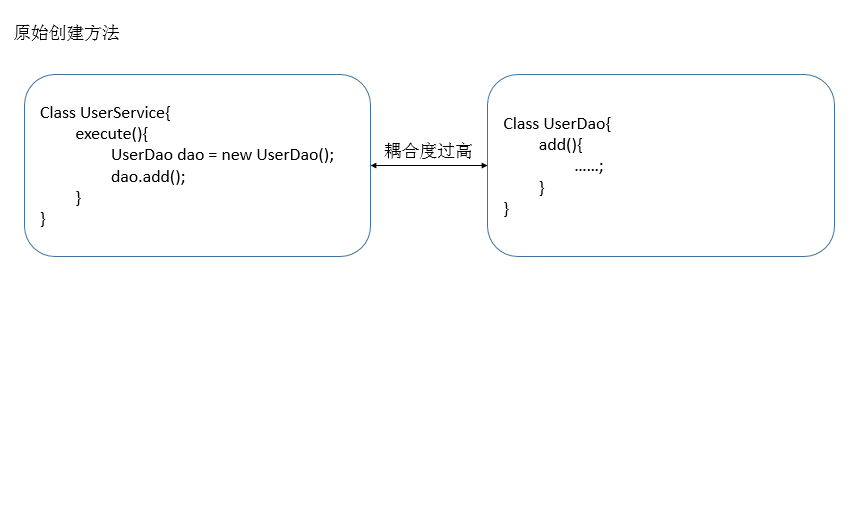 原始创建方法
Class UserService{
execute(){
UserDao dao = new UserDao();
dao.add();
}
}
耦合度过高
Class UserDao{
add(){
……;
}
}